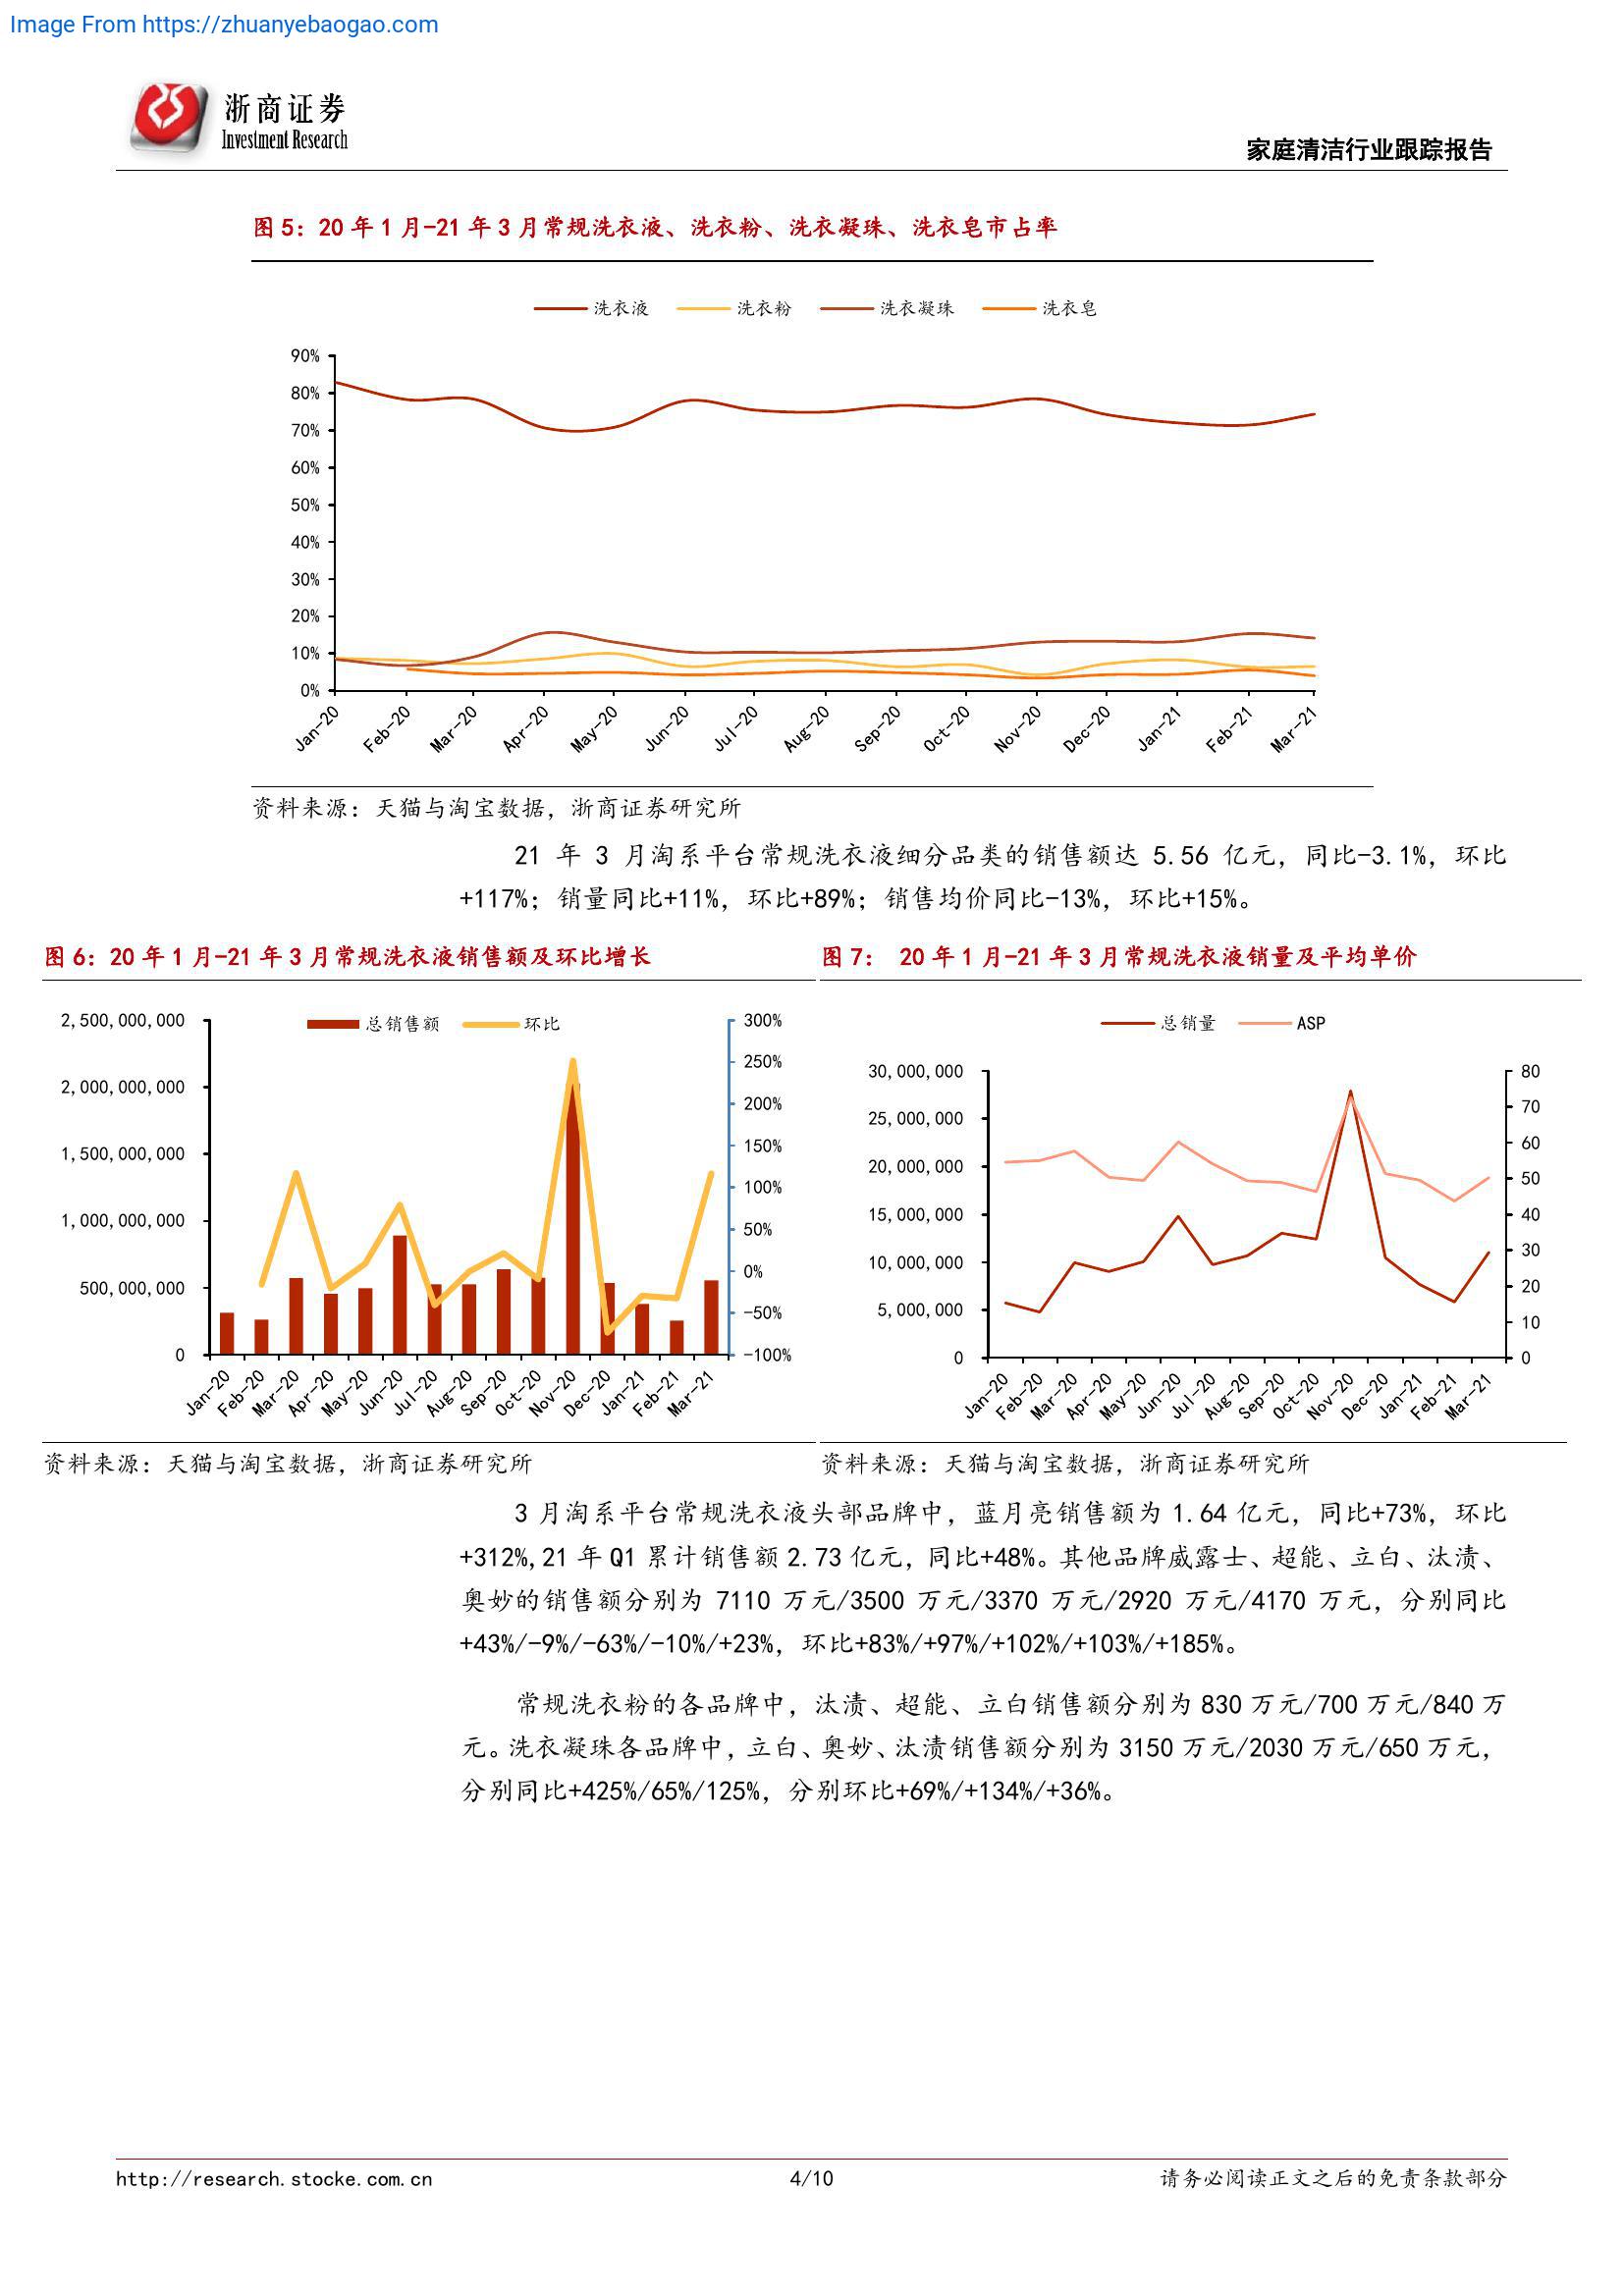 Image From https://zhuanyebaogao.com
浙商证券
Investment Research
家庭清洁行业跟踪报告
图 5：20 年 1 月-21 年 3 月常规洗衣液、洗衣粉、洗衣凝珠、洗衣皂市占率
洗衣液 洗衣粉 洗衣凝珠 洗衣皂
90%
80%
70%
60%
50%
40%
30%
20%
10%
0%
Jan-20 Feb-20 Mar-20 Apr-20 May-20 Jun-20 Jul-20 Aug-20 Sep-20 Oct-20 Nov-20 Dec-20 Jan-21 Feb-21 Mar-21
资料来源：天猫与淘宝数据，浙商证券研究所
21 年 3 月淘系平台常规洗衣液细分品类的销售额达 5.56 亿元，同比-3.1%，环比
+117%；销量同比+11%，环比+89%；销售均价同比-13%，环比+15%。
图 6：20 年 1 月-21 年 3 月常规洗衣液销售额及环比增长
总销售额 环比
2,500,000,000
2,000,000,000
1,500,000,000
1,000,000,000
500,000,000
0
300%
250%
200%
150%
100%
50%
0%
-50%
-100%
Jan-20 Feb-20 Mar-20 Apr-20 May-20 Jun-20 Jul-20 Aug-20 Sep-20 Oct-20 Nov-20 Dec-20 Jan-21 Feb-21 Mar-21
资料来源：天猫与淘宝数据，浙商证券研究所
图 7： 20 年 1 月-21 年 3 月常规洗衣液销量及平均单价
总销量 ASP
30,000,000
25,000,000
20,000,000
15,000,000
10,000,000
5,000,000
0
80
70
60
50
40
30
20
10
0
Jan-20 Feb-20 Mar-20 Apr-20 May-20 Jun-20 Jul-20 Aug-20 Sep-20 Oct-20 Nov-20 Dec-20 Jan-21 Feb-21 Mar-21
资料来源：天猫与淘宝数据，浙商证券研究所
3 月淘系平台常规洗衣液头部品牌中，蓝月亮销售额为 1.64 亿元，同比+73%，环比
+312%,21 年 Q1 累计销售额 2.73 亿元，同比+48%。其他品牌威露士、超能、立白、汰渍、
奥妙的销售额分别为 7110 万元/3500 万元/3370 万元/2920 万元/4170 万元，分别同比
+43%/-9%/-63%/-10%/+23%，环比+83%/+97%/+102%/+103%/+185%。
常规洗衣粉的各品牌中，汰渍、超能、立白销售额分别为 830 万元/700 万元/840 万
元。洗衣凝珠各品牌中，立白、奥妙、汰渍销售额分别为 3150 万元/2030 万元/650 万元，
分别同比+425%/65%/125%，分别环比+69%/+134%/+36%。
http://research.stocke.com.cn
4/10
请务必阅读正文之后的免责条款部分